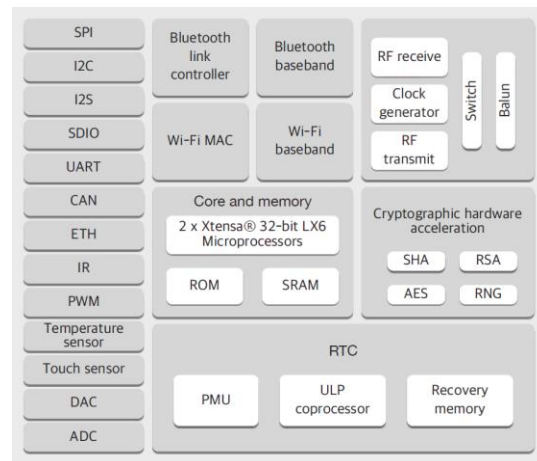 SPI
I2C
I2S
SDIO
UART
CAN
ETH
IR
PWM
Temperature
sensor
Touch sensor
DAC
ADC
Bluetooth
link
controller
Bluetooth
baseband
Wi-Fi MAC
Wi-Fi
baseband
RF receive
Clock
generator
RF
transmit
Switch
Balun
Core and memory
2 x Xtensa® 32-bit LX6
Microprocessors
ROM
SRAM
Cryptographic hardware
acceleration
SHA
RSA
AES
RNG
RTC
PMU
ULP
coprocessor
Recovery
memory